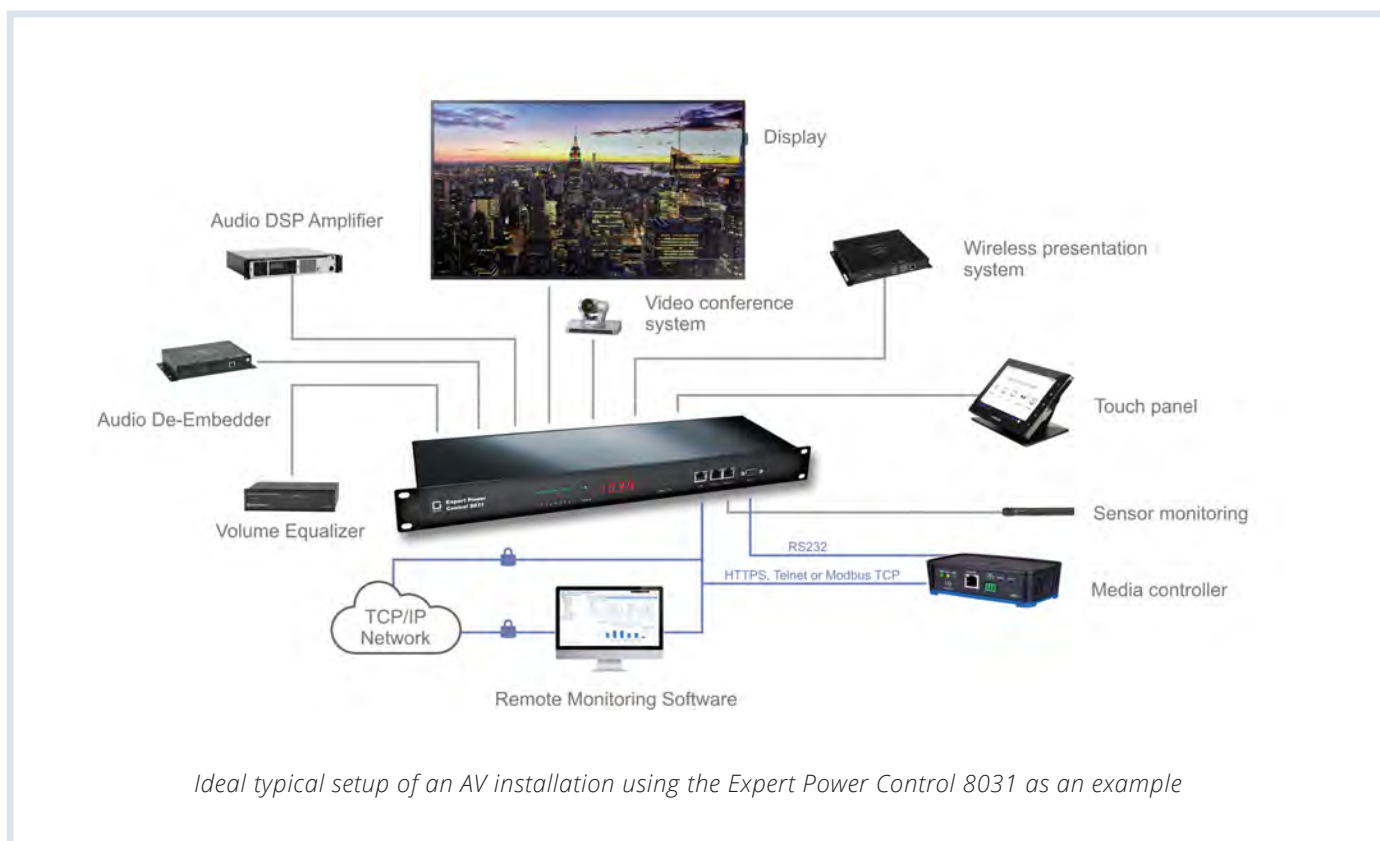 Display
Audio DSP Amplifier
Wireless presentation
system
Video conference
system
Touch panel
Audio De-Embedder
Expert Power
Control 8031
Sensor monitoring
Volume Equalizer
RS232
HTTPS, Telnet or Modbus TCP
Media controller
TCP/IP
Network
Remote Monitoring Software
Ideal typical setup of an AV installation using the Expert Power Control 8031 as an example